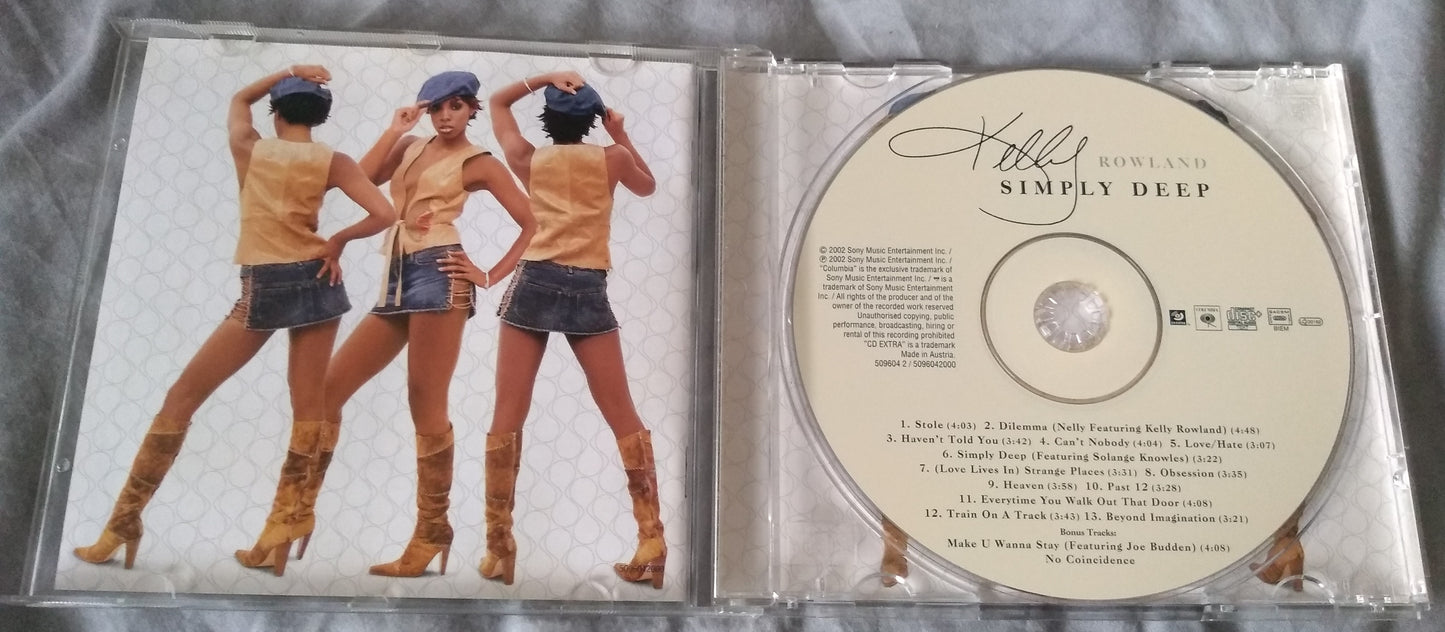 5096042000
Kelly ROWLAND
SIMPLY DEEP
© 2002 Sony Music Entertainment Inc. /
℗ 2002 Sony Music Entertainment Inc. /
"Columbia" is the exclusive trademark of
Sony Music Entertainment Inc. / is a
trademark of Sony Music Entertainment
Inc. / All rights of the producer and of the
owner of the recorded work reserved
Unauthorised copying, public
performance, broadcasting, hiring or
rental of this recording prohibited
"CD EXTRA" is a trademark
Made in Austria.
509604 2 / 5096042000
COLUMBIA
COMPACT
disc
BIEM
1. Stole (4:03) 2. Dilemma (Nelly Featuring Kelly Rowland) (4:48)
3. Haven't Told You (3:42) 4. Can't Nobody (4:04) 5. Love/Hate (3:07)
6. Simply Deep (Featuring Solange Knowles) (3:22)
7. (Love Lives In) Strange Places (3:31) 8. Obsession (3:35)
9. Heaven (3:58) 10. Past 12 (3:28)
11. Everytime You Walk Out That Door (4:08)
12. Train On A Track (3:43) 13. Beyond Imagination (3:21)
Bonus Tracks:
Make U Wanna Stay (Featuring Joe Budden) (4:08)
No Coincidence